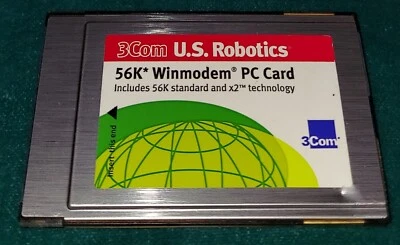 3Com U.S. Robotics®
56K* Winmodem® PC Card
Includes 56K standard and x2™ technology
Insert this end
3Com®